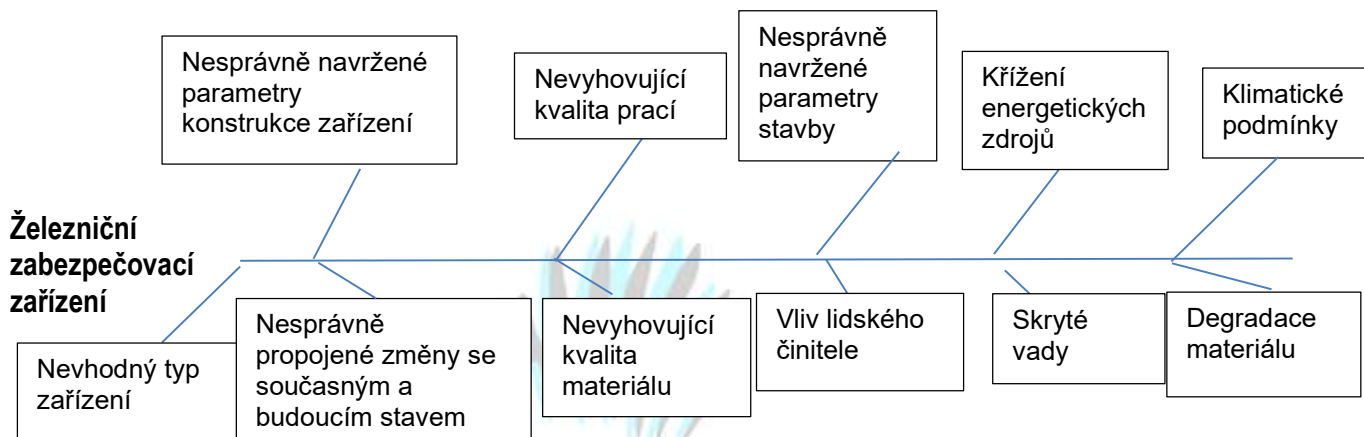 Nesprávně navržené
parametry
konstrukce zařízení
Nevyhovující
kvalita prací
Nesprávně
navržené
parametry
stavby
Křížení
energetických
zdrojů
Klimatické
podmínky
Železniční
zabezpečovací
zařízení
Nevhodný typ
zařízení
Nesprávně
propojené změny se
současným a
budoucím stavem
Nevyhovující
kvalita
materiálu
Vliv lidského
činitele
Skryté
vady
Degradace
materiálu